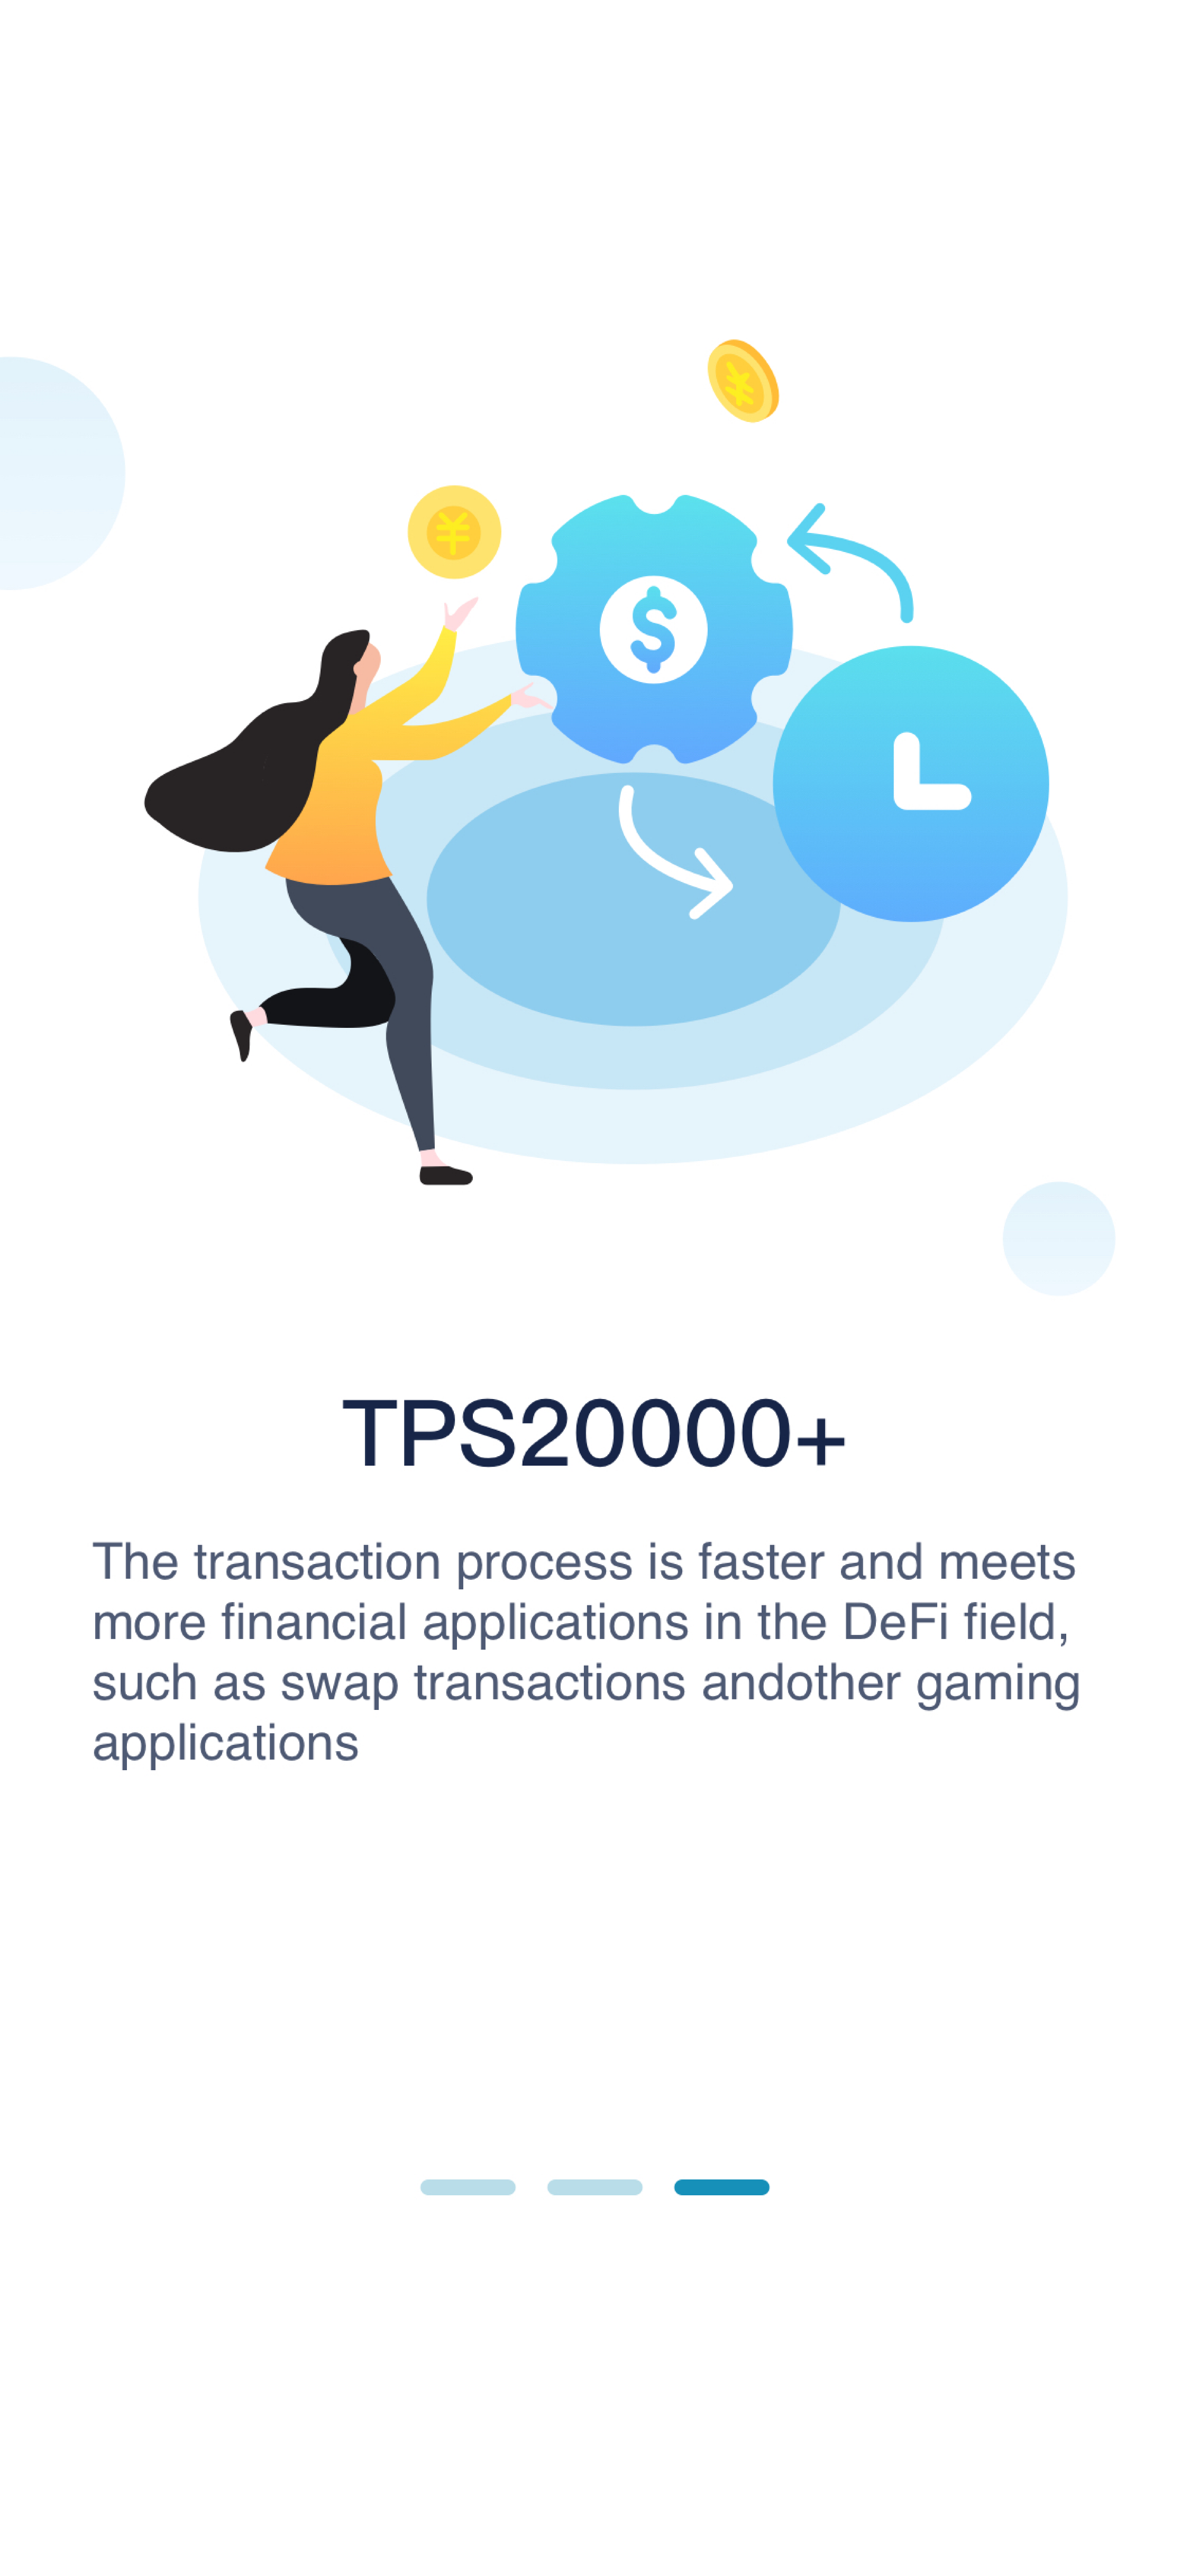 ¥
¥
$
TPS20000+
The transaction process is faster and meets
more financial applications in the DeFi field,
such as swap transactions andother gaming
applications